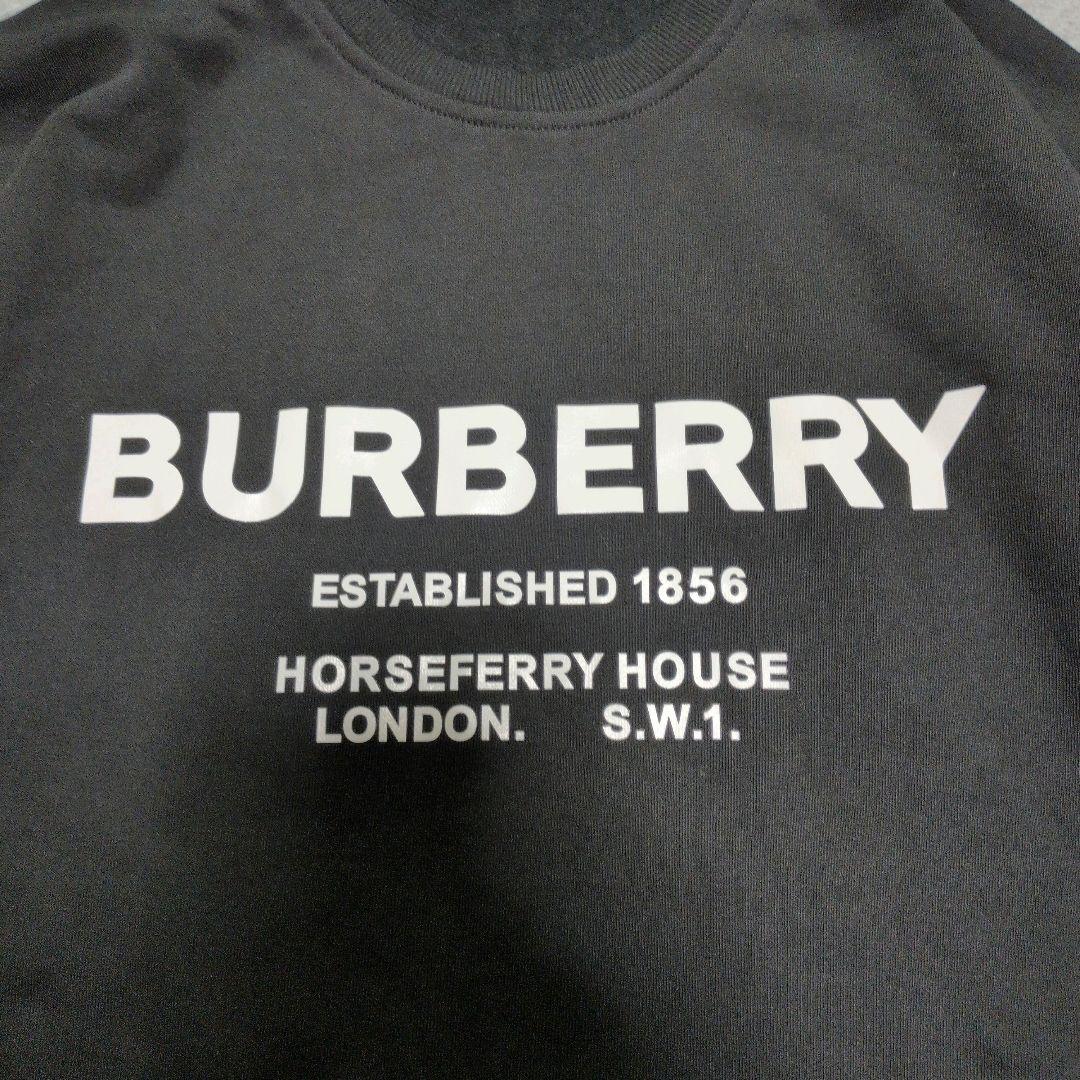 BURBERRY
ESTABLISHED 1856
HORSEFERRY HOUSE
LONDON. S.W.1.